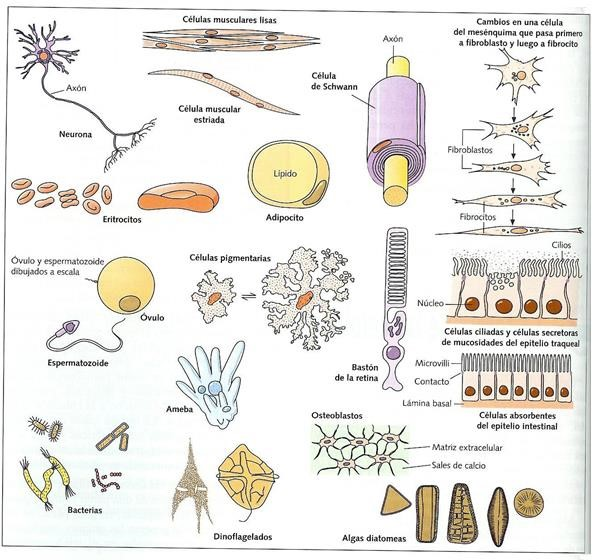 Células musculares lisas
Axón
Cambios en una célula
del mesénquima que pasa primero
a fibroblasto y luego a fibrocito
Axón
Célula
de Schwann
Neurona
Célula muscular
estriada
Fibroblastos
Lípido
Eritrocitos
Adipocito
Fibrocitos
Óvulo y espermatozoide
dibujados a escala
Células pigmentarias
Cilios
Óvulo
Núcleo
Espermatozoide
Células ciliadas y células secretoras
de mucosidades del epitelio traqueal
Bastón
de la retina
Microvilli
Contacto
Lámina basal
Células absorbentes
del epitelio intestinal
Ameba
Osteoblastos
Matriz extracelular
Sales de calcio
Bacterias
Dinoflagelados
Algas diatomeas